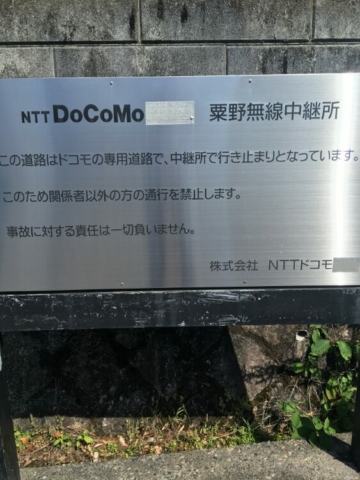 NTT DoCoMo 粟野無線中継所
この道路はドコモの専用道路で、中継所で行き止まりとなっています。
このため関係者以外の方の通行を禁止します。
事故に対する責任は一切負いません。
株式会社 NTTドコモ